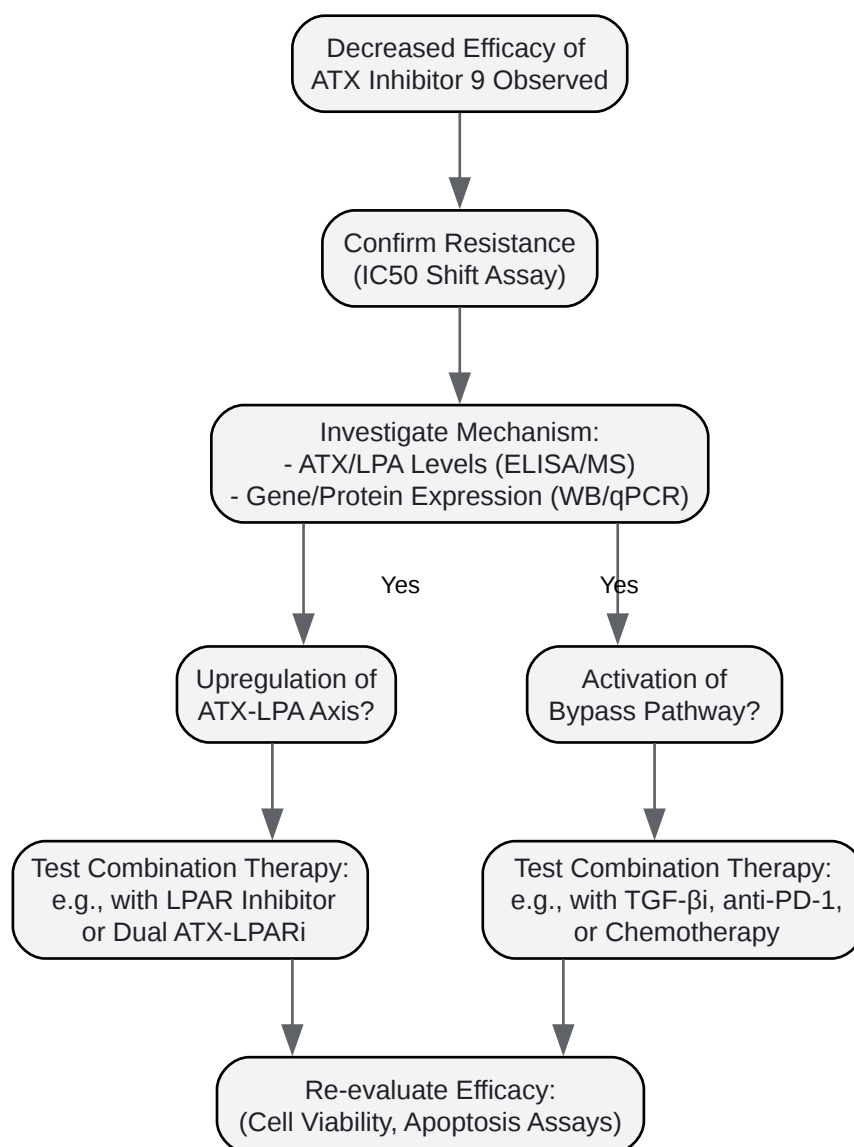 Decreased Efficacy of
ATX Inhibitor 9 Observed
Confirm Resistance
(IC50 Shift Assay)
Investigate Mechanism:
- ATX/LPA Levels (ELISA/MS)
- Gene/Protein Expression (WB/qPCR)
Yes
Yes
Upregulation of
ATX-LPA Axis?
Activation of
Bypass Pathway?
Test Combination Therapy:
e.g., with LPAR Inhibitor
or Dual ATX-LPARi
Test Combination Therapy:
e.g., with TGF-βi, anti-PD-1,
or Chemotherapy
Re-evaluate Efficacy:
(Cell Viability, Apoptosis Assays)